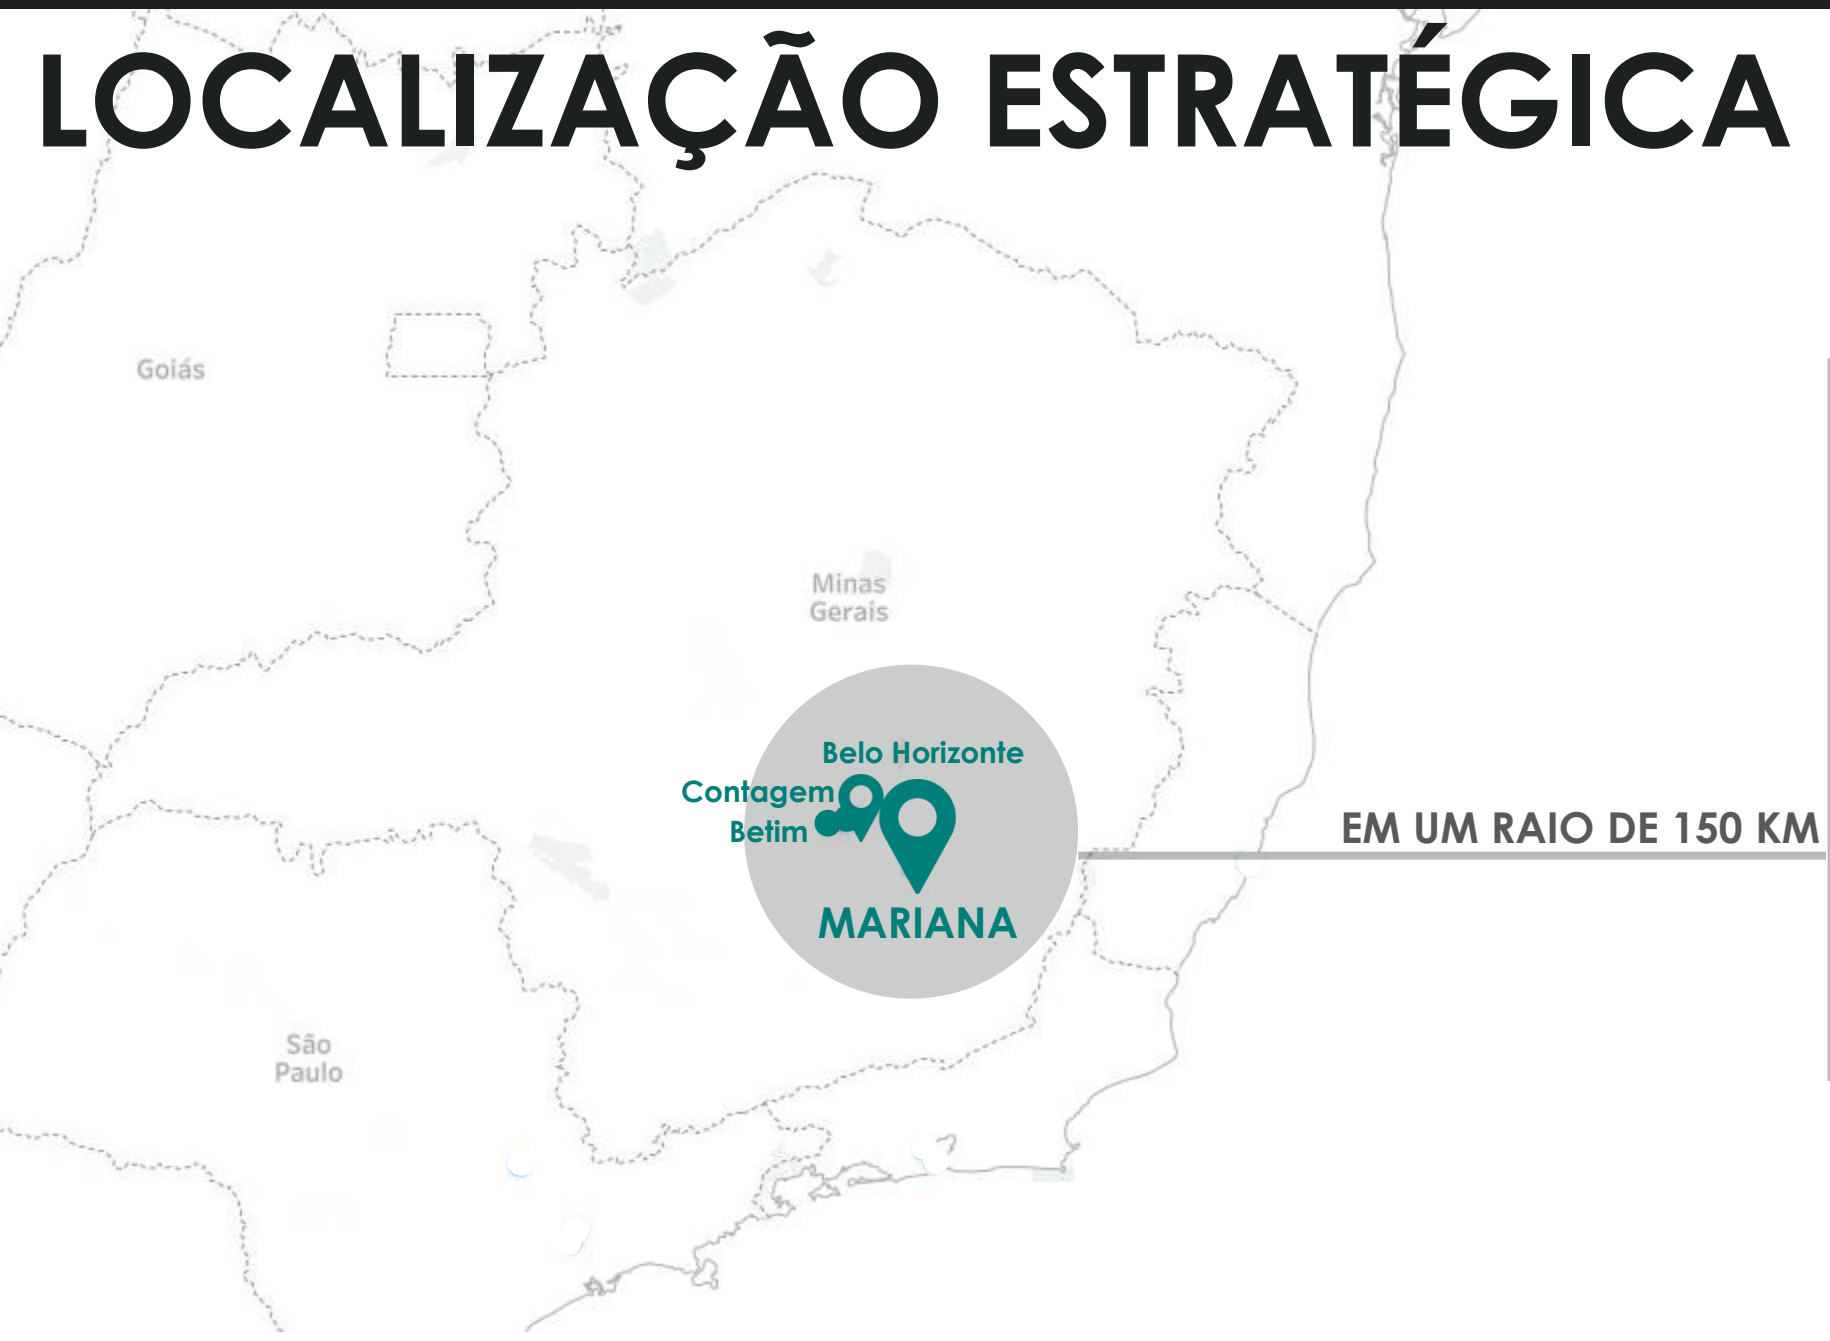 LOCALIZAÇÃO ESTRATÉGICA
Goiás
Minas
Gerais
Belo Horizonte
Contagem
Betim
EM UM RAIO DE 150 KM
MARIANA
São
Paulo